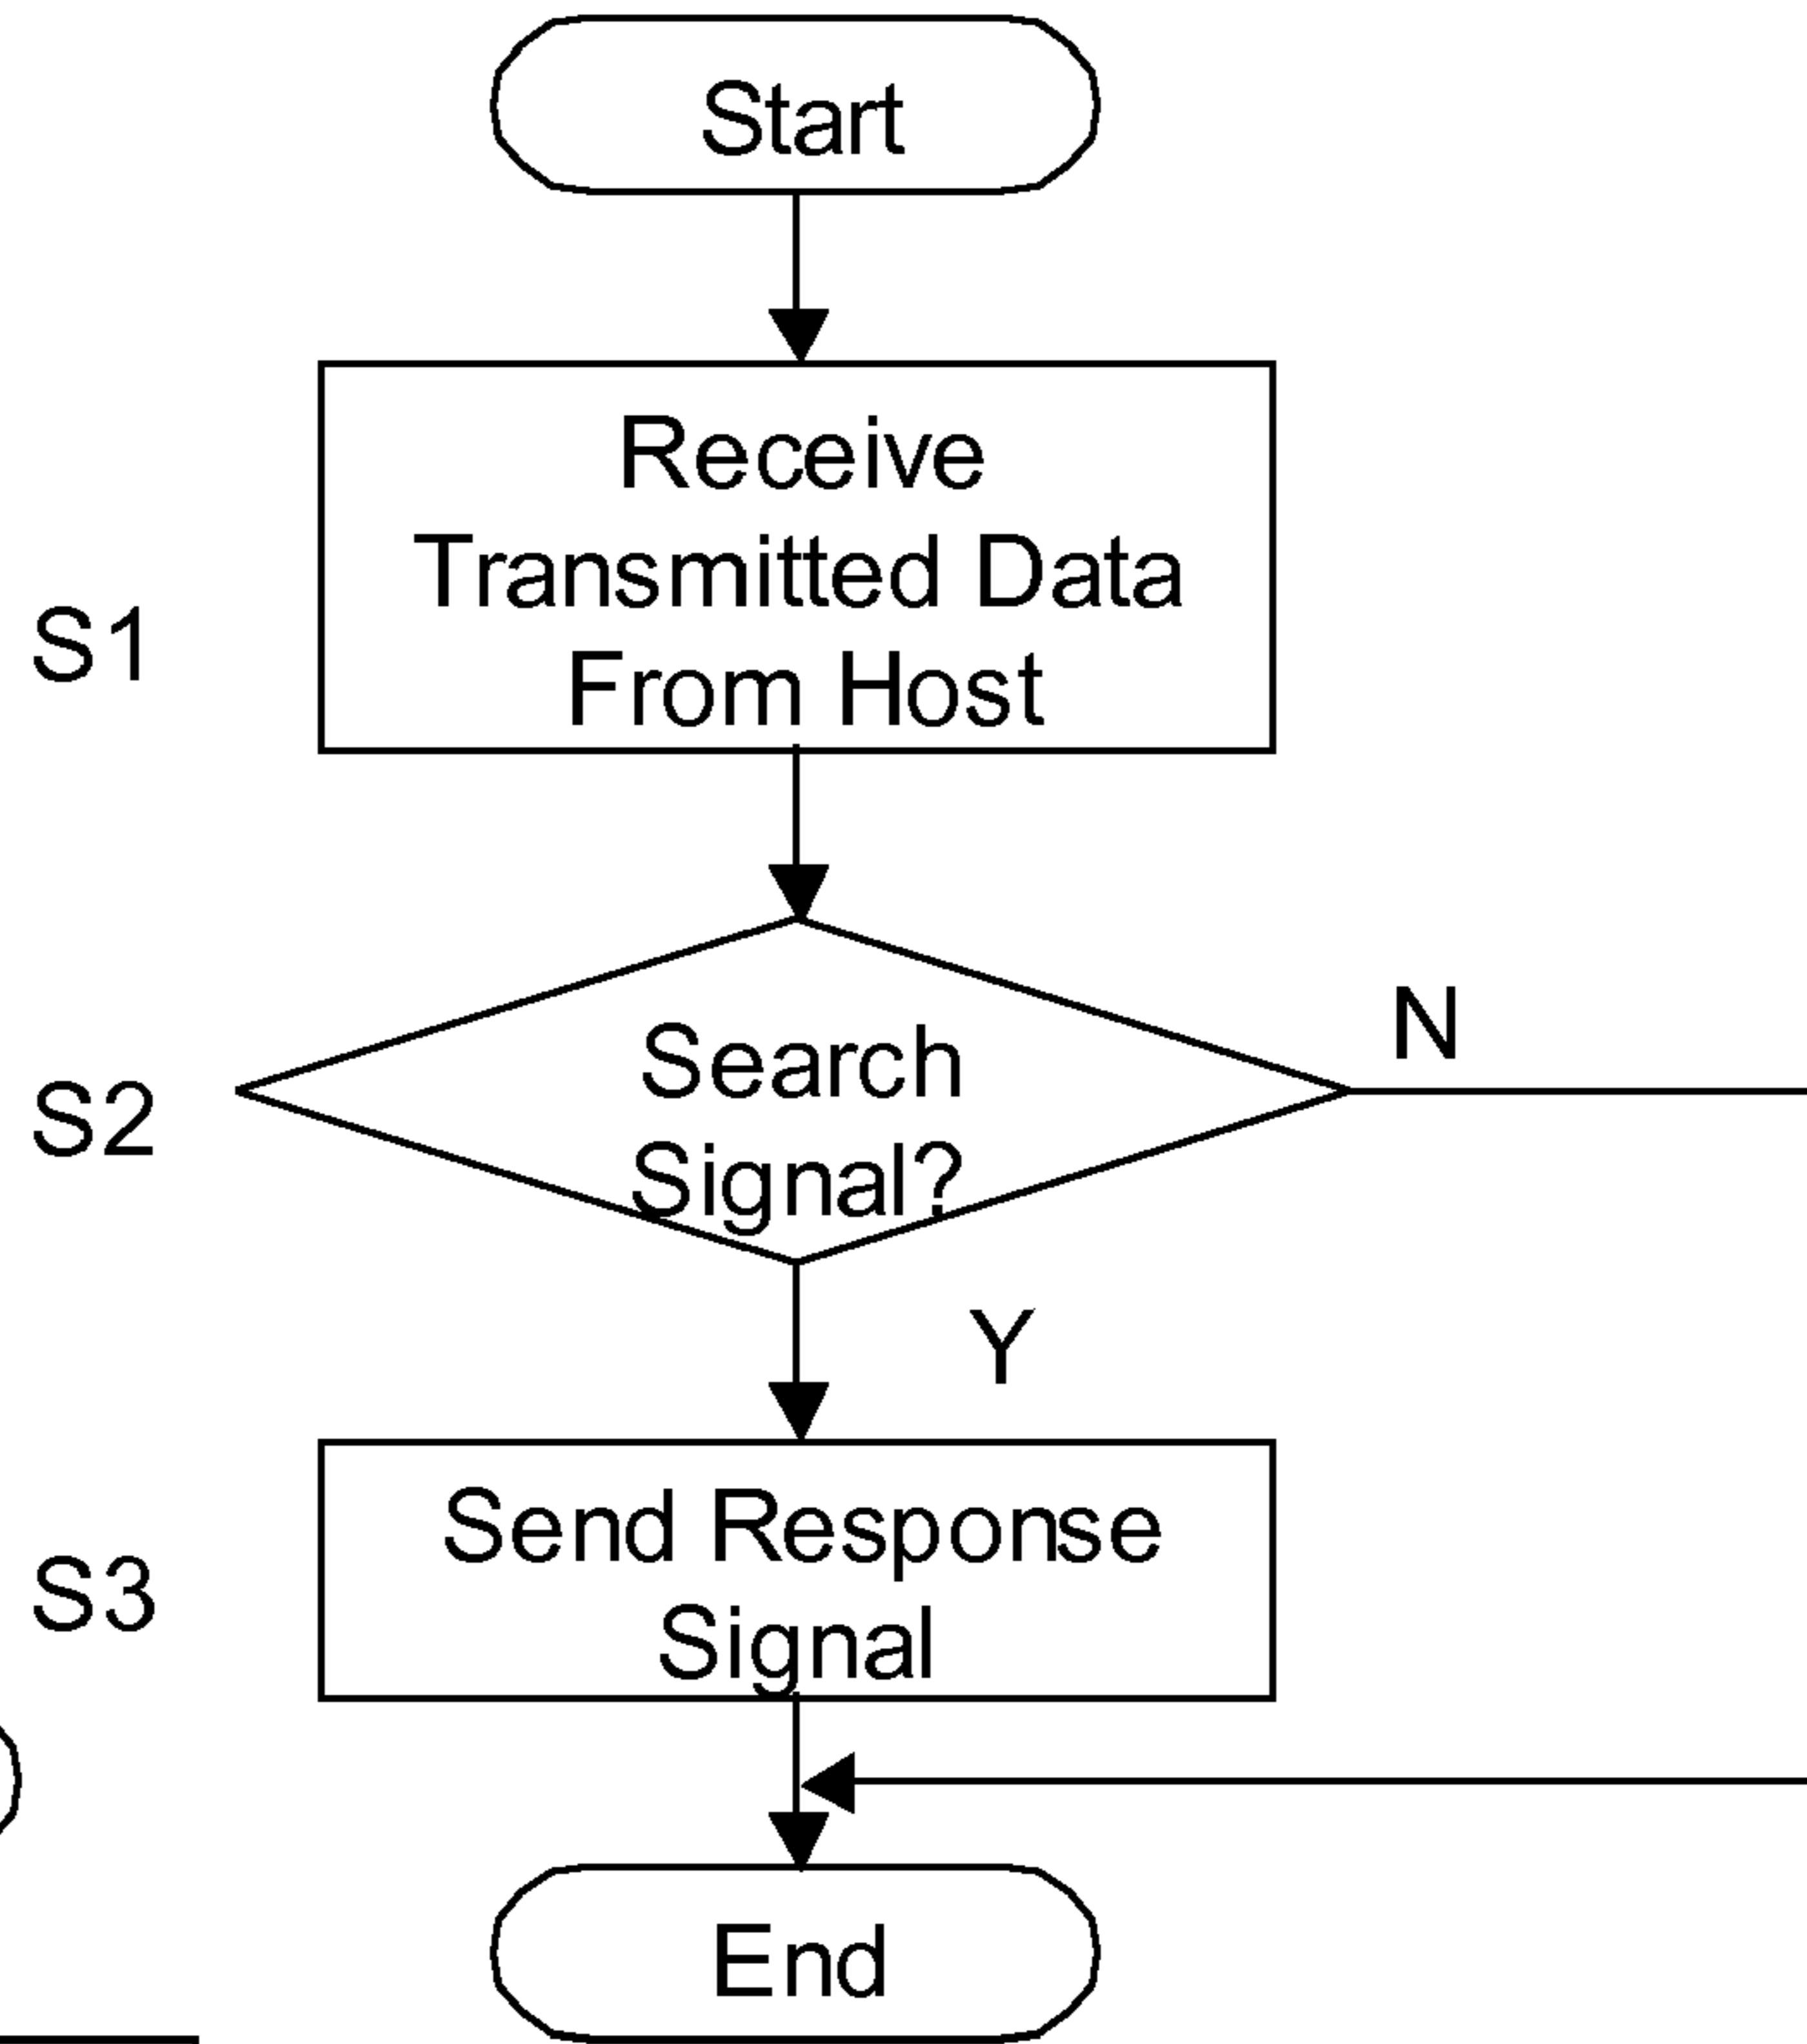 Start
Receive
Transmitted Data
From Host
S1
Search
Signal?
N
S2
Y
Send Response
Signal
S3
End